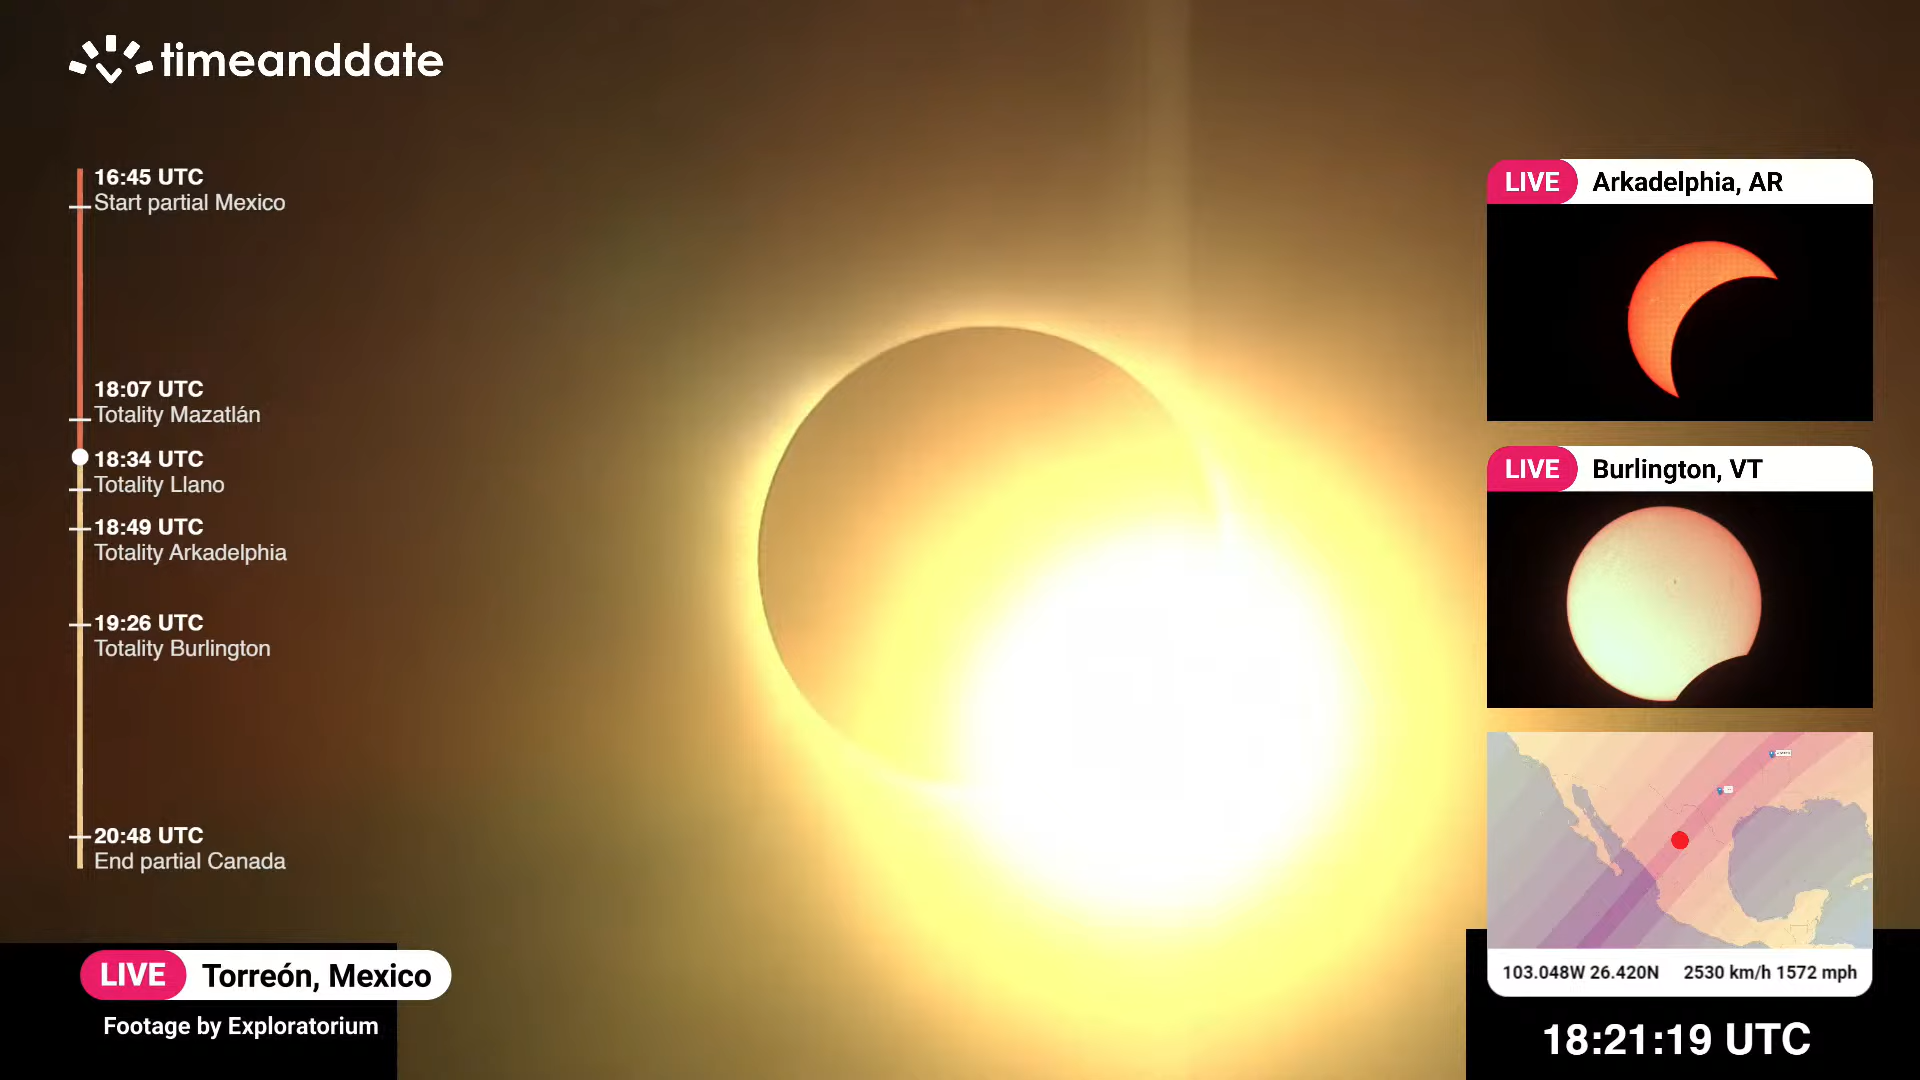 timeanddate
16:45 UTC
Start partial Mexico
18:07 UTC
Totality Mazatlán
18:34 UTC
Totality Llano
18:49 UTC
Totality Arkadelphia
19:26 UTC
Totality Burlington
20:48 UTC
End partial Canada
LIVE Torreón, Mexico
Footage by Exploratorium
LIVE Arkadelphia, AR
LIVE Burlington, VT
103.048W 26.420N 2530 km/h 1572 mph
18:21:19 UTC